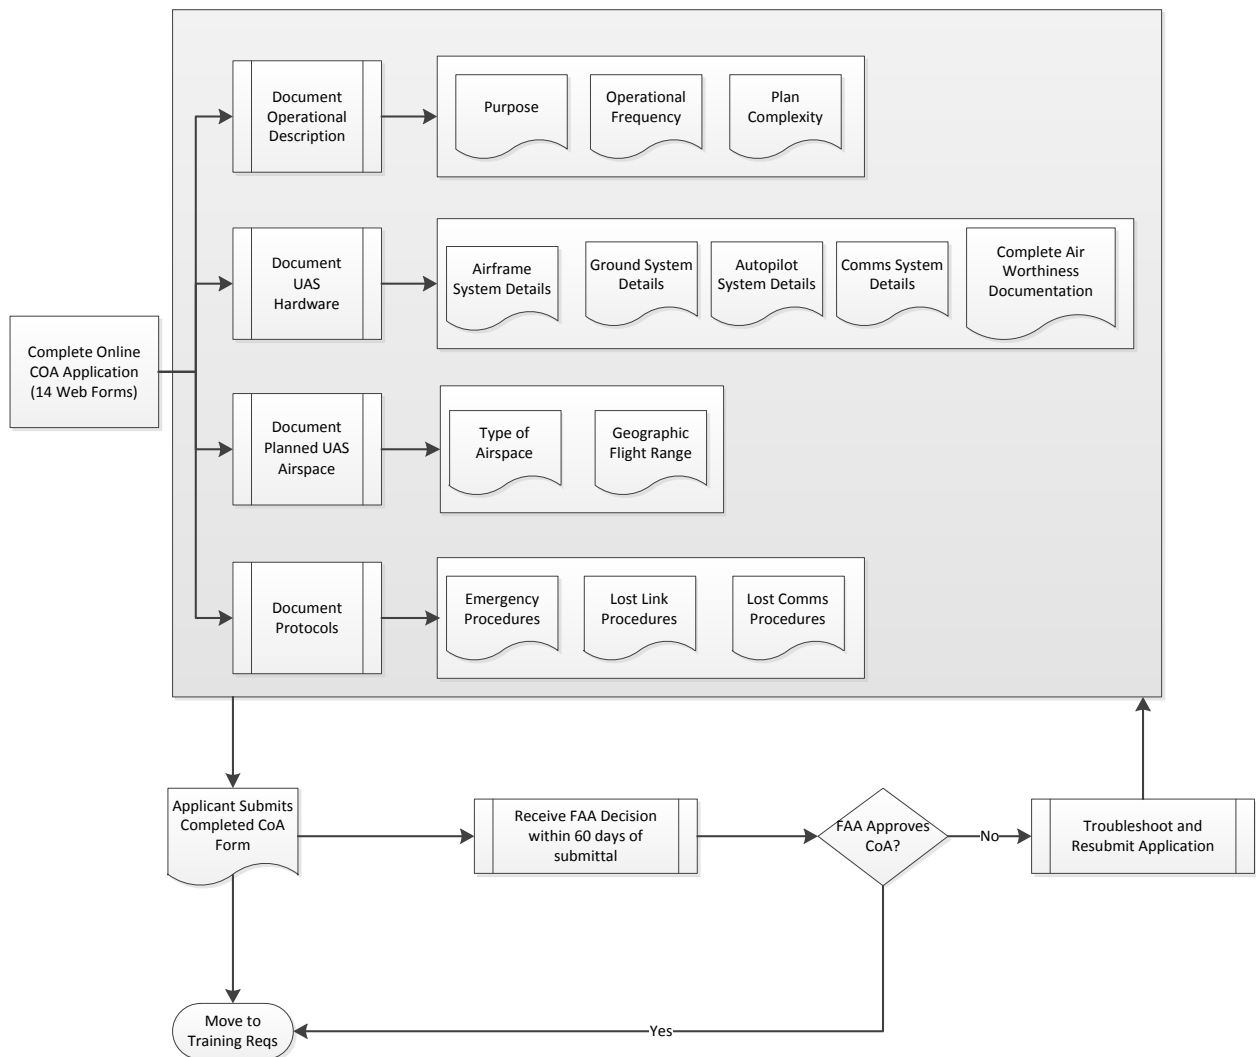 Document
Operational
Description
Purpose
Operational
Frequency
Plan
Complexity
Document
UAS
Hardware
Airframe
System Details
Ground System
Details
Autopilot
System Details
Comms System
Details
Complete Air
Worthiness
Documentation
Complete Online
COA Application
(14 Web Forms)
Document
Planned UAS
Airspace
Type of
Airspace
Geographic
Flight Range
Document
Protocols
Emergency
Procedures
Lost Link
Procedures
Lost Comms
Procedures
Applicant Submits
Completed CoA
Form
Receive FAA Decision
within 60 days of
submittal
FAA Approves
CoA?
No
Troubleshoot and
Resubmit Application
Move to
Training Reqs
Yes